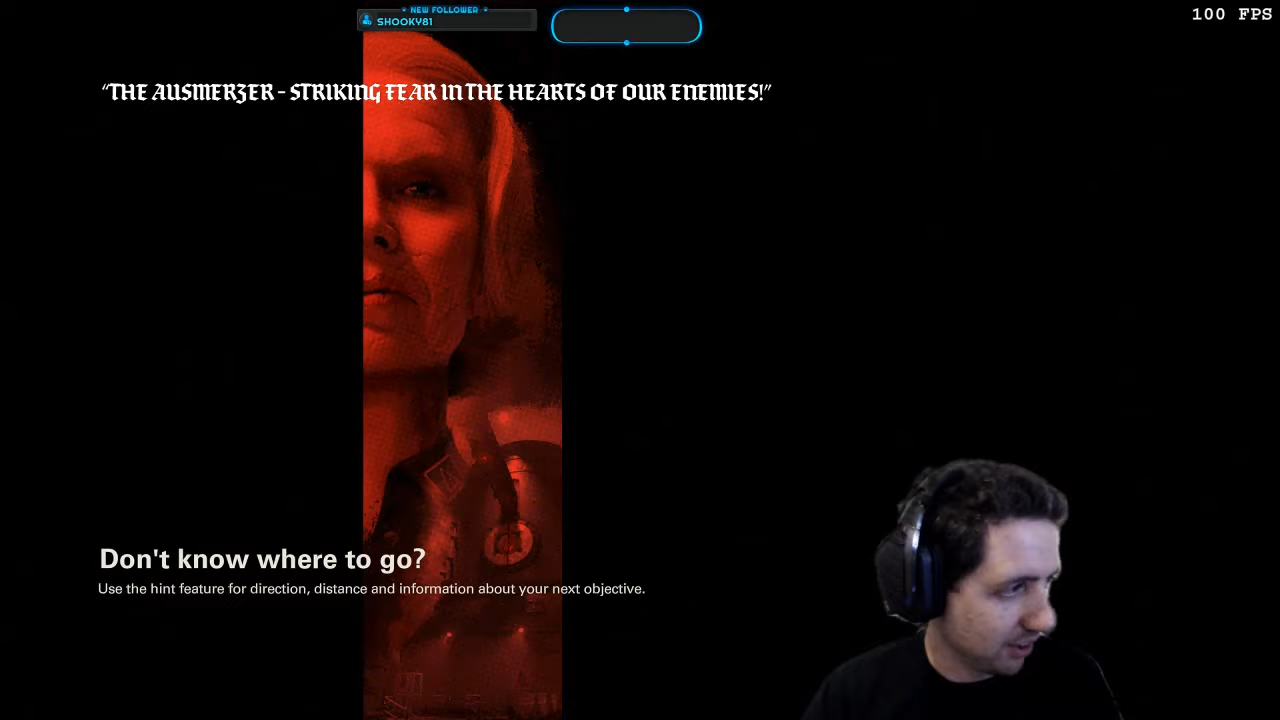 NEW FOLLOWER
SHOOKY81
100 FPS
“THE AUSMERZER - STRIKING FEAR IN THE HEARTS OF OUR ENEMIES!”
Don't know where to go?
Use the hint feature for direction, distance and information about your next objective.